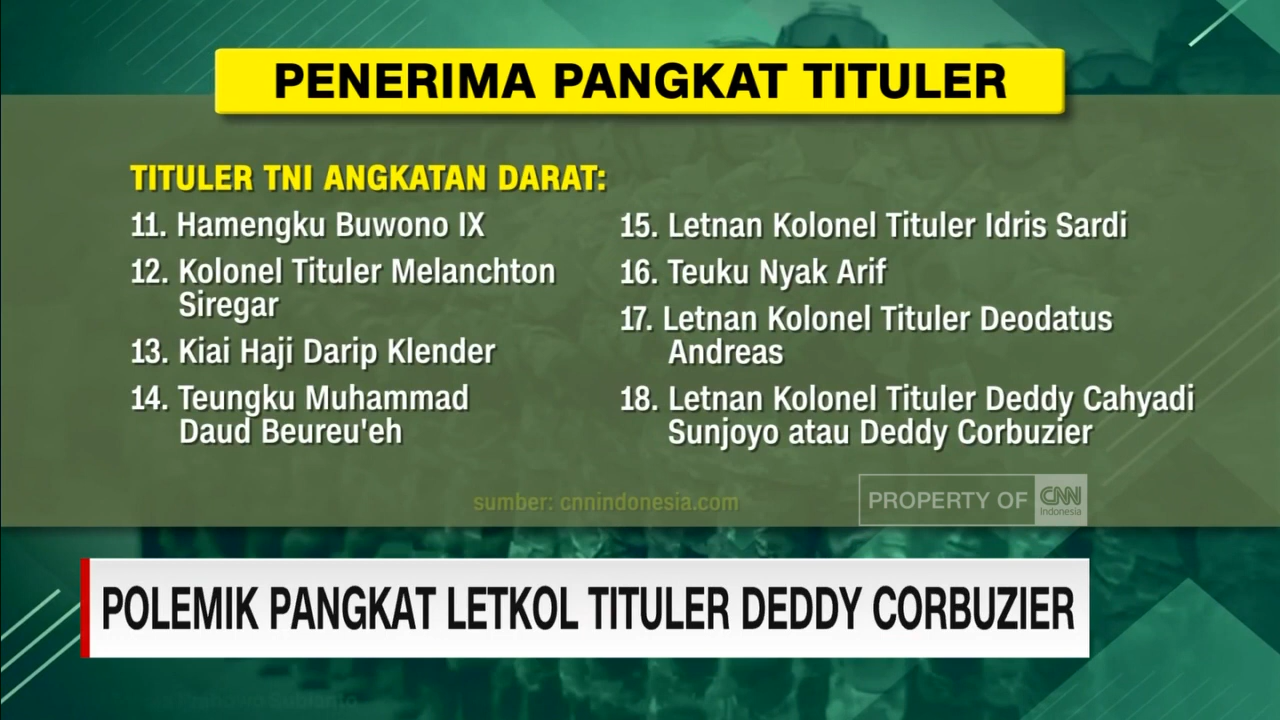 PENERIMA PANGKAT TITULER
TITULER TNI ANGKATAN DARAT:
11. Hamengku Buwono IX
12. Kolonel Tituler Melanchton
Siregar
13. Kiai Haji Darip Klender
14. Teungku Muhammad
Daud Beureu'eh
15. Letnan Kolonel Tituler Idris Sardi
16. Teuku Nyak Arif
17. Letnan Kolonel Tituler Deodatus
Andreas
18. Letnan Kolonel Tituler Deddy Cahyadi
Sunjoyo atau Deddy Corbuzier
sumber: cnnindonesia.com
PROPERTY OF CNN Indonesia
POLEMIK PANGKAT LETKOL TITULER DEDDY CORBUZIER